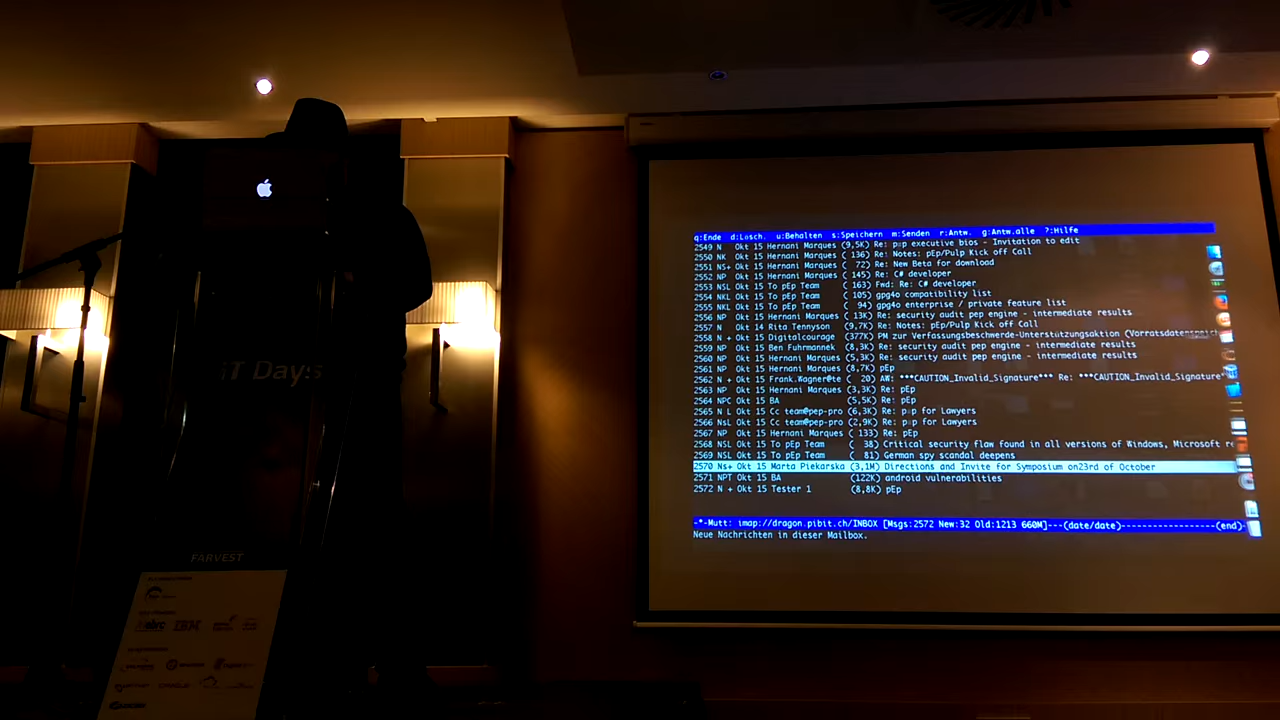 q:Ende d:Lösch. u:Behalten s:Speichern m:Senden r:Antw. g:Antw.alle ?:Hilfe
2549 N Okt 15 Hernani Marques (9,5K) Re: p≡p executive bios - Invitation to edit
2550 NK Okt 15 Hernani Marques ( 136) Re: Notes: pEp/Pulp Kick off Call
2551 NS+ Okt 15 Hernani Marques ( 72) Re: New Beta for download
2552 NP Okt 15 Hernani Marques ( 145) Re: C# developer
2553 NSL Okt 15 To pEp Team ( 163) Fwd: Re: C# developer
2554 NKL Okt 15 To pEp Team ( 105) gpg4o compatibility list
2555 NKL Okt 15 To pEp Team ( 94) gpg4o enterprise / private feature list
2556 NP Okt 15 Hernani Marques ( 13K) Re: security audit pep engine - intermediate results
2557 N Okt 14 Rita Tennyson (9,7K) Re: Notes: pEp/Pulp Kick off Call
2558 N + Okt 15 Digitalcourage (377K) PM zur Verfassungsbeschwerde-Unterstützungsaktion (Vorratsdatenspeich
2559 NP Okt 15 Ben Fuhrmannek (8,3K) Re: security audit pep engine - intermediate results
2560 NP Okt 15 Hernani Marques (5,3K) Re: security audit pep engine - intermediate results
2561 NP Okt 15 Hernani Marques (8,7K) pEp
2562 N + Okt 15 Frank.Wagner@te ( 20) AW: ***CAUTION_Invalid_Signature*** Re: ***CAUTION_Invalid_Signature*
2563 NP Okt 15 Hernani Marques (3,3K) Re: pEp
2564 NPC Okt 15 BA (5,5K) Re: pEp
2565 N L Okt 15 Cc team@pep-pro (6,3K) Re: p≡p for Lawyers
2566 NsL Okt 15 Cc team@pep-pro (2,9K) Re: p≡p for Lawyers
2567 NP Okt 15 Hernani Marques ( 133) Re: pEp
2568 NSL Okt 15 To pEp Team ( 38) Critical security flaw found in all versions of Windows, Microsoft re
2569 NSL Okt 15 To pEp Team ( 81) German spy scandal deepens
2570 Ns+ Okt 15 Marta Piekarska (3,1M) Directions and Invite for Symposium on23rd of October
2571 NPT Okt 15 BA (122K) android vulnerabilities
2572 N + Okt 15 Tester 1 (8,8K) pEp
-*-Mutt: imap://dragon.pibit.ch/INBOX [Msgs:2572 New:32 Old:1213 660M]---(date/date)-----------------(end)---
Neue Nachrichten in dieser Mailbox.
IT Days
FARVEST
ebrc
IBM
ORACLE